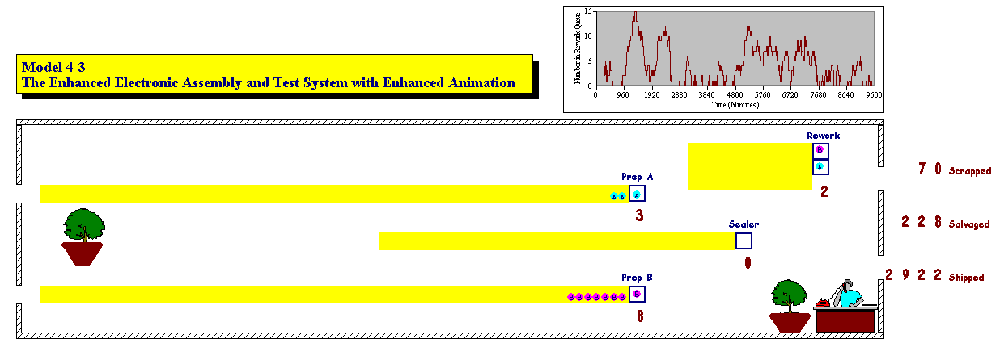 Model 4-3
The Enhanced Electronic Assembly and Test System with Enhanced Animation
Number in Rework Queue
15
10
5
0
0 960 1920 2880 3840 4800 5760 6720 7680 8640 9600
Time (Minutes)
Rework
B
A
2
7 0 Scrapped
Prep A
A A A
3
2 2 8 Salvaged
Sealer
0
2 9 2 2 Shipped
Prep B
B B B B B B B B
8